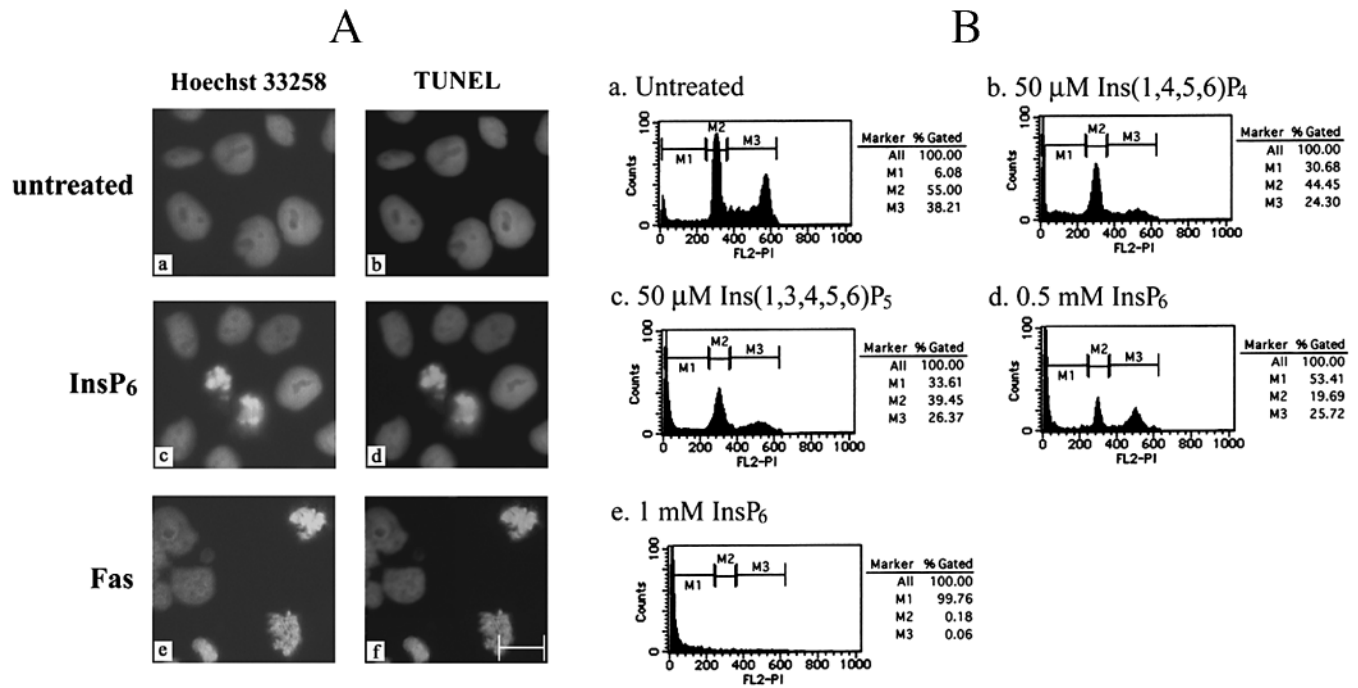 A
B
Hoechst 33258
TUNEL
untreated
InsP6
Fas
a
b
c
d
e
f
a. Untreated
100
Counts
0
M1
M2
M3
0 200 400 600 800 1000
FL2-PI
Marker % Gated
All 100.00
M1 6.08
M2 55.00
M3 38.21
b. 50 µM Ins(1,4,5,6)P4
100
Counts
0
M1
M2
M3
0 200 400 600 800 1000
FL2-PI
Marker % Gated
All 100.00
M1 30.68
M2 44.45
M3 24.30
c. 50 µM Ins(1,3,4,5,6)P5
100
Counts
0
M1
M2
M3
0 200 400 600 800 1000
FL2-PI
Marker % Gated
All 100.00
M1 33.61
M2 39.45
M3 26.37
d. 0.5 mM InsP6
100
Counts
0
M1
M2
M3
0 200 400 600 800 1000
FL2-PI
Marker % Gated
All 100.00
M1 53.41
M2 19.69
M3 25.72
e. 1 mM InsP6
100
Counts
0
M1
M2
M3
0 200 400 600 800 1000
FL2-PI
Marker % Gated
All 100.00
M1 99.76
M2 0.18
M3 0.06